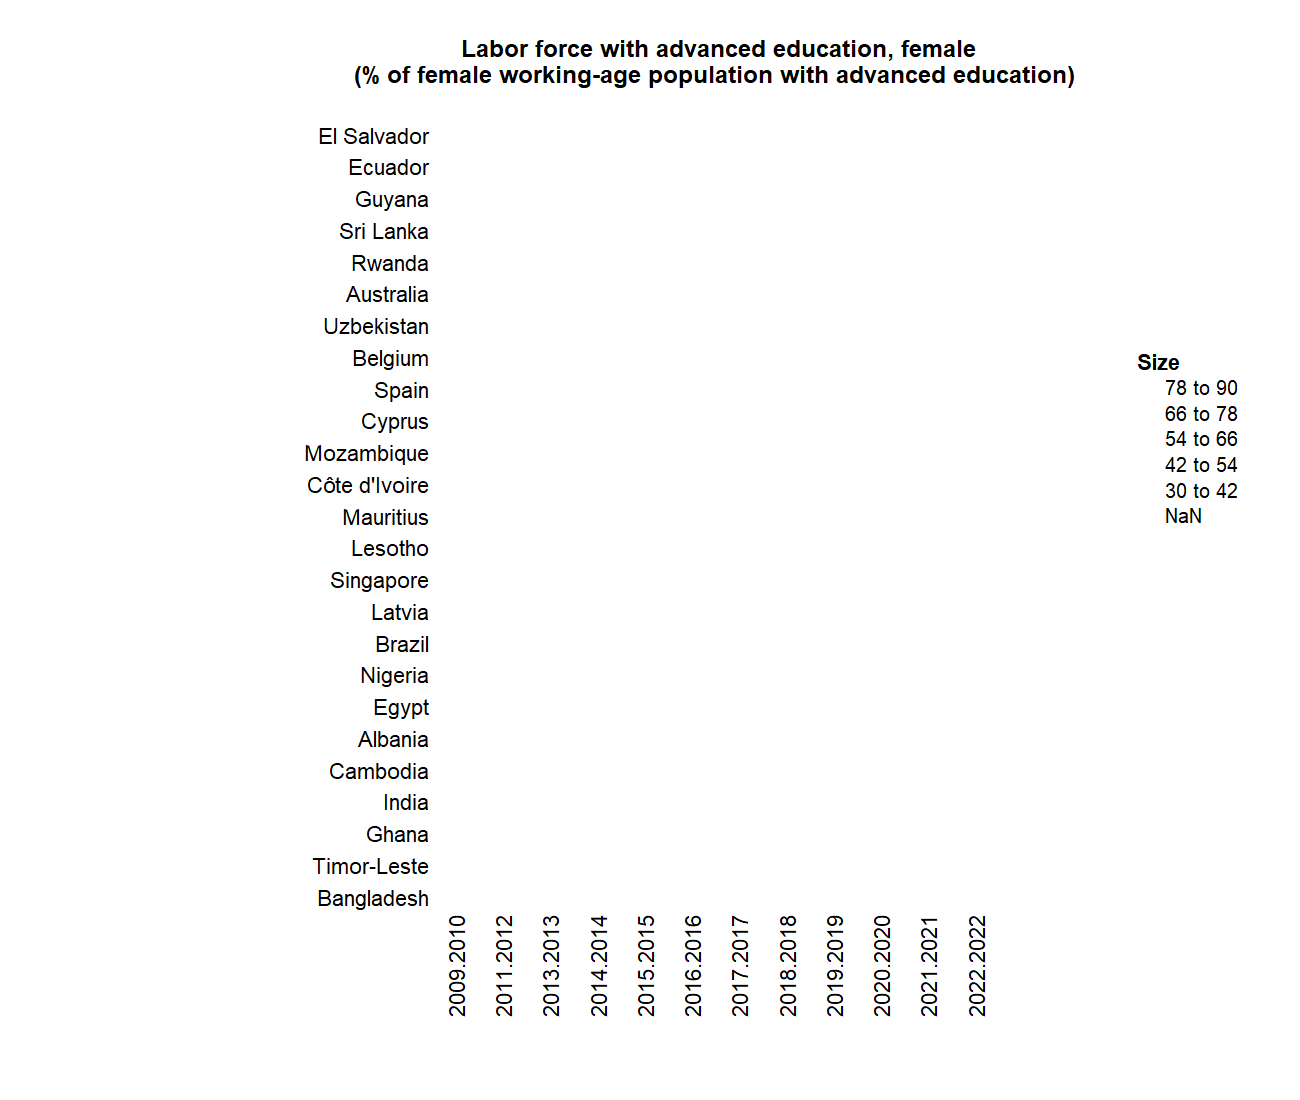 Labor force with advanced education, female
(% of female working-age population with advanced education)
El Salvador
Ecuador
Guyana
Sri Lanka
Rwanda
Australia
Uzbekistan
Belgium
Spain
Cyprus
Mozambique
Côte d'Ivoire
Mauritius
Lesotho
Singapore
Latvia
Brazil
Nigeria
Egypt
Albania
Cambodia
India
Ghana
Timor-Leste
Bangladesh
2009.2010
2011.2012
2013.2013
2014.2014
2015.2015
2016.2016
2017.2017
2018.2018
2019.2019
2020.2020
2021.2021
2022.2022
Size
78 to 90
66 to 78
54 to 66
42 to 54
30 to 42
NaN